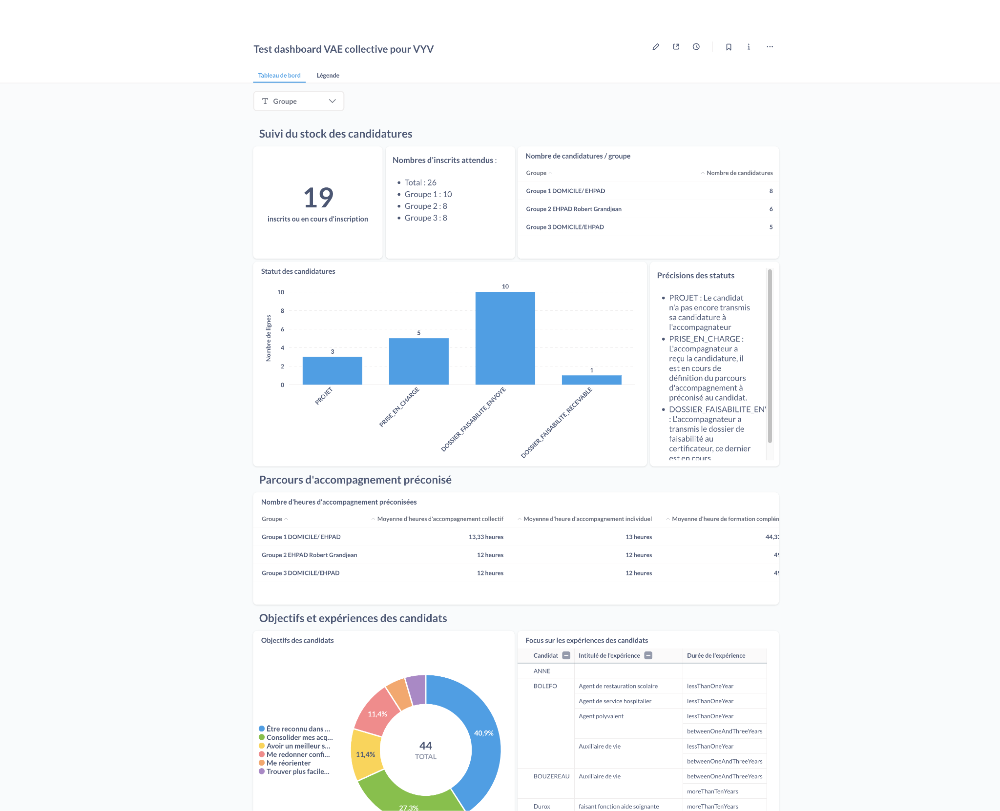 Test dashboard VAE collective pour VYV
Tableau de bord
Légende
Groupe
Suivi du stock des candidatures
19
inscrits ou en cours d'inscription
Nombres d'inscrits attendus :
• Total : 26
• Groupe 1 : 10
• Groupe 2 : 8
• Groupe 3 : 8
Nombre de candidatures / groupe
Groupe Nombre de candidatures
Groupe 1 DOMICILE/ EHPAD 8
Groupe 2 EHPAD Robert Grandjean 6
Groupe 3 DOMICILE/EHPAD 5
Statut des candidatures
Nombre de lignes
10
8
6
4
2
0
3
5
10
1
PROJET
PRISE_EN_CHARGE
DOSSIER_FAISABILITE_ENVOYE
DOSSIER_FAISABILITE_RECEVABLE
Précisions des statuts
• PROJET : Le candidat
n'a pas encore transmis
sa candidature à
l'accompagnateur
• PRISE_EN_CHARGE :
L'accompagnateur a
reçu la candidature, il
est en cours de
définition du parcours
d'accompagnement à
préconisé au candidat.
• DOSSIER_FAISABILITE_ENV
: L'accompagnateur a
transmis le dossier de
faisabilité au
certificateur, ce dernier
est en cours
Parcours d'accompagnement préconisé
Nombre d'heures d'accompagnement préconisées
Groupe Moyenne d'heures d'accompagnement collectif Moyenne d'heure d'accompagnement individuel Moyenne d'heure de formation complén
Groupe 1 DOMICILE/ EHPAD 13,33 heures 13 heures 44,33
Groupe 2 EHPAD Robert Grandjean 12 heures 12 heures
Groupe 3 DOMICILE/EHPAD 12 heures 12 heures
Objectifs et expériences des candidats
Objectifs des candidats
Être reconnu dans ...
Consolider mes acq...
Avoir un meilleur s...
Me redonner confi...
Me réorienter
Trouver plus facile...
11,4%
40,9%
11,4%
27,3%
44
TOTAL
Focus sur les expériences des candidats
Candidat Intitulé de l'expérience Durée de l'expérience
ANNE
BOLEFO Agent de restauration scolaire lessThanOneYear
Agent de service hospitalier lessThanOneYear
Agent polyvalent lessThanOneYear
betweenOneAndThreeYears
Auxiliaire de vie lessThanOneYear
betweenOneAndThreeYears
BOUZEREAU Auxiliaire de vie betweenOneAndThreeYears
moreThanTenYears
Durox faisant fonction aide soignante moreThanTenYears